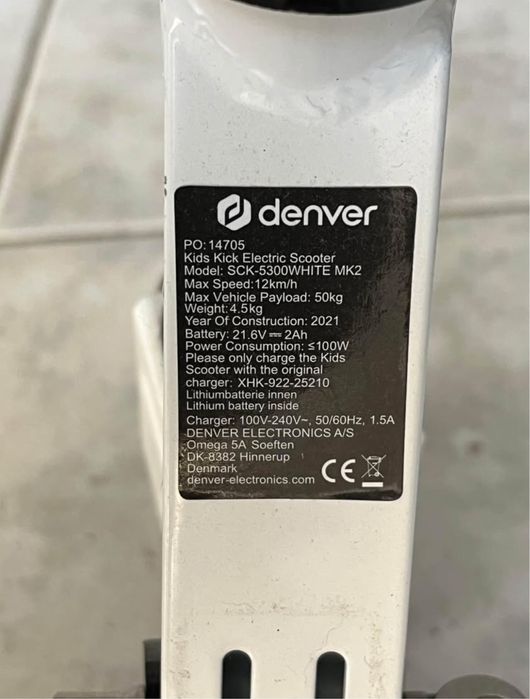 denver
PO: 14705
Kids Kick Electric Scooter
Model: SCK-5300WHITE MK2
Max Speed:12km/h
Max Vehicle Payload: 50kg
Weight:4.5kg
Year Of Construction: 2021
Battery: 21.6V ⎓ 2Ah
Power Consumption: ≤100W
Please only charge the Kids
Scooter with the original
charger: XHK-922-25210
Lithiumbatterie innen
Lithium battery inside
Charger: 100V-240V~, 50/60Hz, 1.5A
DENVER ELECTRONICS A/S
Omega 5A Soeften
DK-8382 Hinnerup
Denmark
denver-electronics.com CE